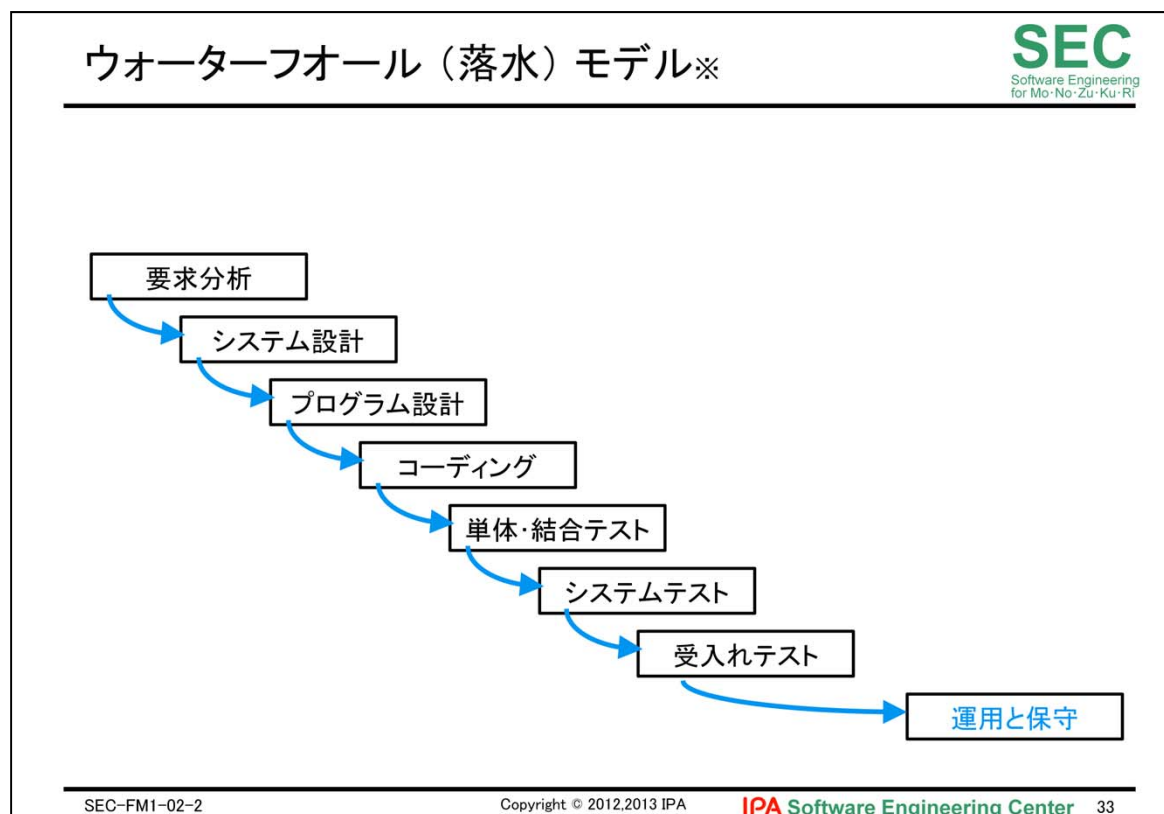 ウォーターフオール（落水）モデル※
SEC
Software Engineering
for Mo･No･Zu･Ku･Ri
要求分析
システム設計
プログラム設計
コーディング
単体･結合テスト
システムテスト
受入れテスト
運用と保守
SEC-FM1-02-2
Copyright © 2012,2013 IPA
IPA Software Engineering Center
33